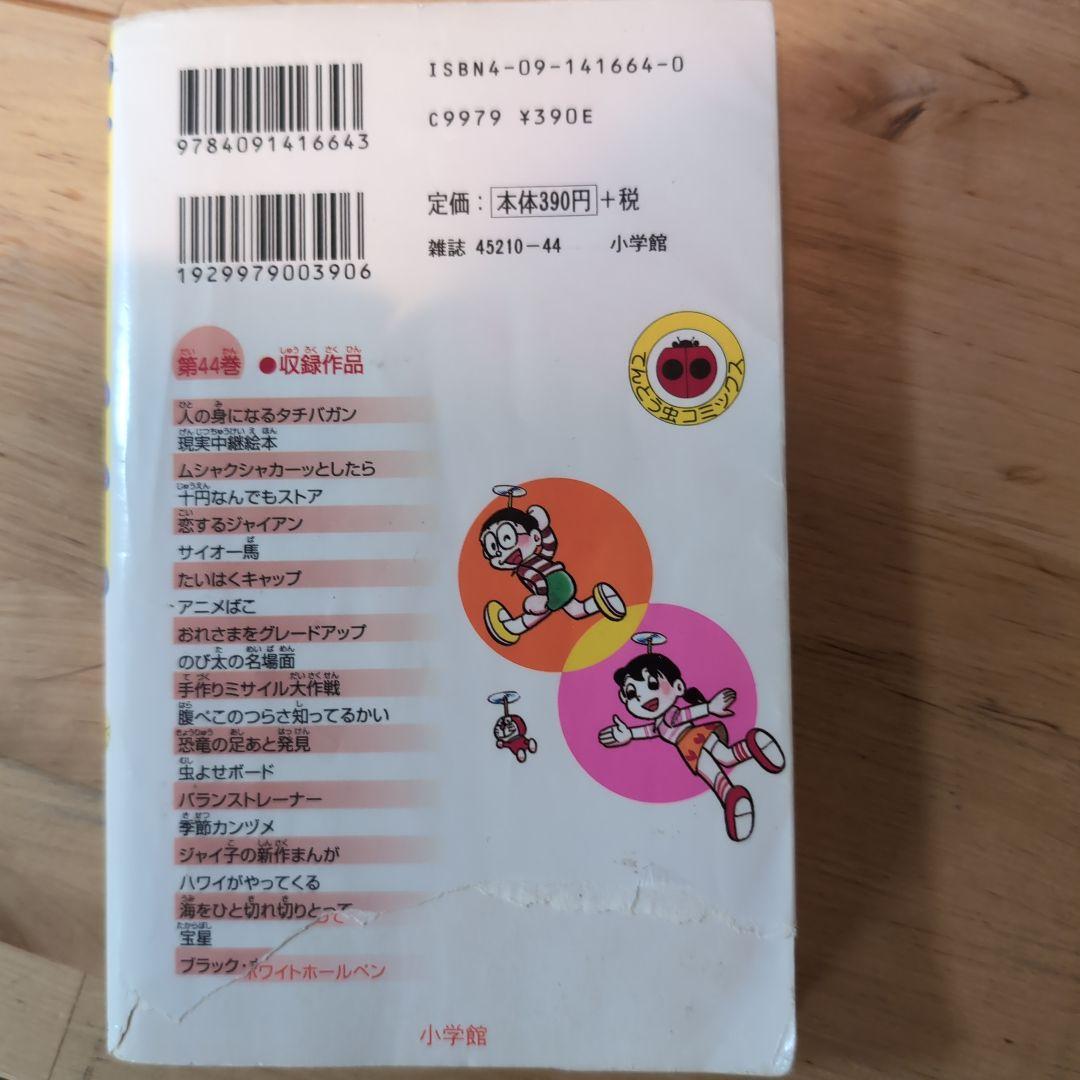 ISBN4-09-141664-0
9784091416643
C9979 ¥390E
定価：本体390円＋税
雑誌 45210-44 小学館
1929979003906
てんとう虫コミックス
第44巻 ●収録作品
人の身になるタチバガン
現実中継絵本
ムシャクシャカーッとしたら
十円なんでもストア
恋するジャイアン
サイオー馬
たいはくキャップ
アニメばこ
おれさまをグレードアップ
のび太の名場面
手作りミサイル大作戦
腹ペこのつらさ知ってるかい
恐竜の足あと発見
虫よせボード
バランストレーナー
季節カンヅメ
ジャイ子の新作まんが
ハワイがやってくる
海をひと切れ切りとって
宝星
ブラック・ホワイトホールペン
小学館